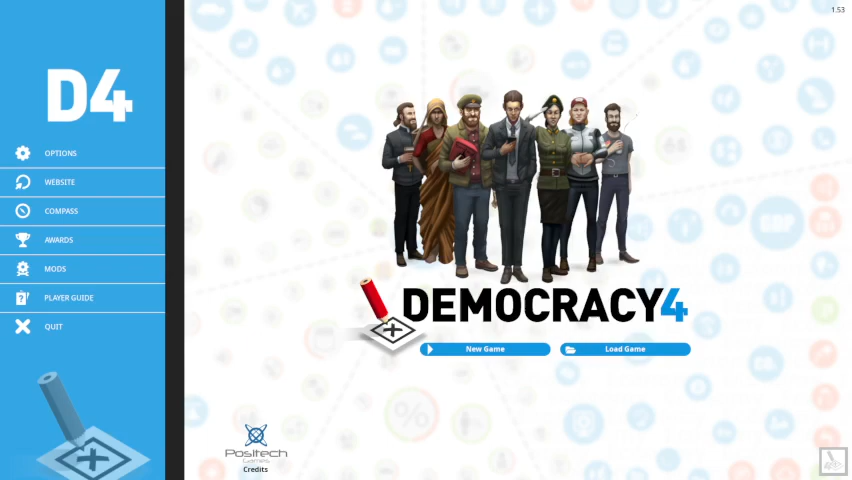 1.53
D4
OPTIONS
WEBSITE
COMPASS
AWARDS
MODS
PLAYER GUIDE
QUIT
GDP
DEMOCRACY4
New Game
Load Game
Positech
Games
Credits